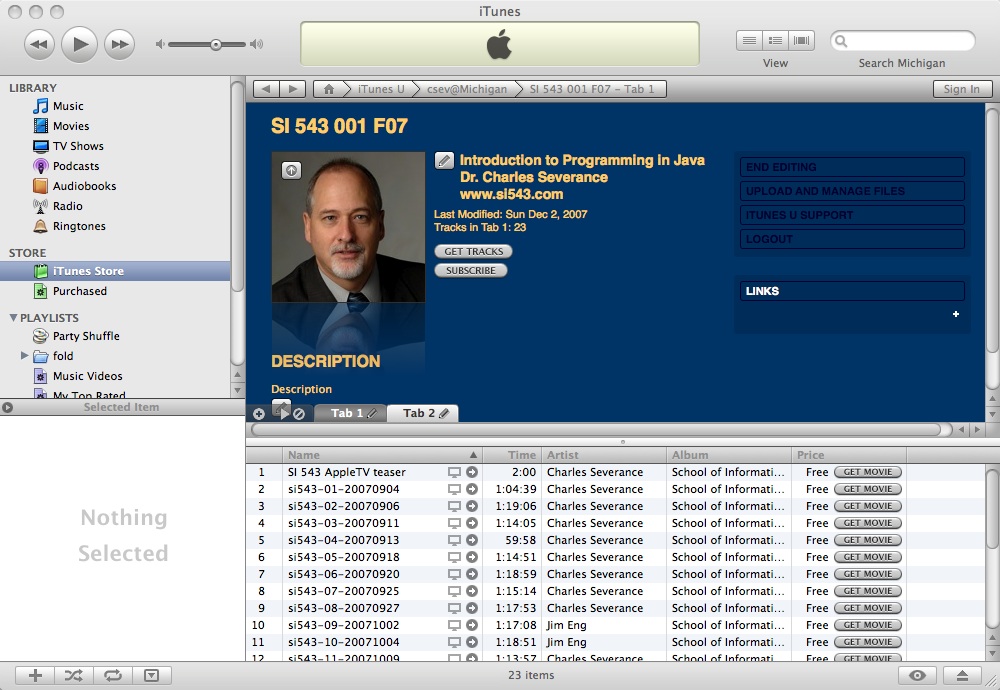 iTunes
View
Search Michigan
LIBRARY
Music
Movies
TV Shows
Podcasts
Audiobooks
Radio
Ringtones
STORE
iTunes Store
Purchased
PLAYLISTS
Party Shuffle
fold
Music Videos
My Top Rated
Selected Item
Nothing
Selected
iTunes U csev@Michigan SI 543 001 F07 - Tab 1 Sign In
SI 543 001 F07
Introduction to Programming in Java
Dr. Charles Severance
www.si543.com
Last Modified: Sun Dec 2, 2007
Tracks in Tab 1: 23
GET TRACKS
SUBSCRIBE
END EDITING
UPLOAD AND MANAGE FILES
ITUNES U SUPPORT
LOGOUT
LINKS
+
DESCRIPTION
Description
Tab 1 Tab 2
Name Time Artist Album Price
1 SI 543 AppleTV teaser 2:00 Charles Severance School of Informati... Free GET MOVIE
2 si543-01-20070904 1:04:39 Charles Severance School of Informati... Free GET MOVIE
3 si543-02-20070906 1:19:06 Charles Severance School of Informati... Free GET MOVIE
4 si543-03-20070911 1:14:05 Charles Severance School of Informati... Free GET MOVIE
5 si543-04-20070913 59:58 Charles Severance School of Informati... Free GET MOVIE
6 si543-05-20070918 1:14:51 Charles Severance School of Informati... Free GET MOVIE
7 si543-06-20070920 1:18:59 Charles Severance School of Informati... Free GET MOVIE
8 si543-07-20070925 1:15:14 Charles Severance School of Informati... Free GET MOVIE
9 si543-08-20070927 1:17:53 Charles Severance School of Informati... Free GET MOVIE
10 si543-09-20071002 1:17:08 Jim Eng School of Informati... Free GET MOVIE
11 si543-10-20071004 1:18:51 Jim Eng School of Informati... Free GET MOVIE
12 si543-11-20071009 1:13:57 Charles Severance School of Informati... Free GET MOVIE
23 items